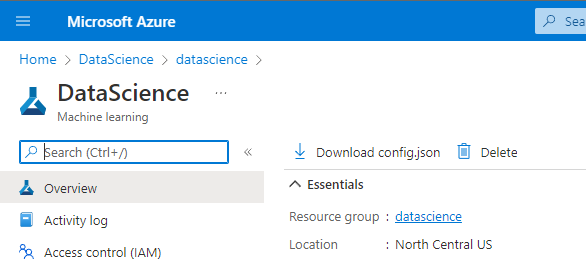 Microsoft Azure
Home > DataScience > datascience >
DataScience ...
Machine learning
Search (Ctrl+/) «
Download config.json Delete
Overview
Activity log
Access control (IAM)
Essentials
Resource group : datascience
Location : North Central US